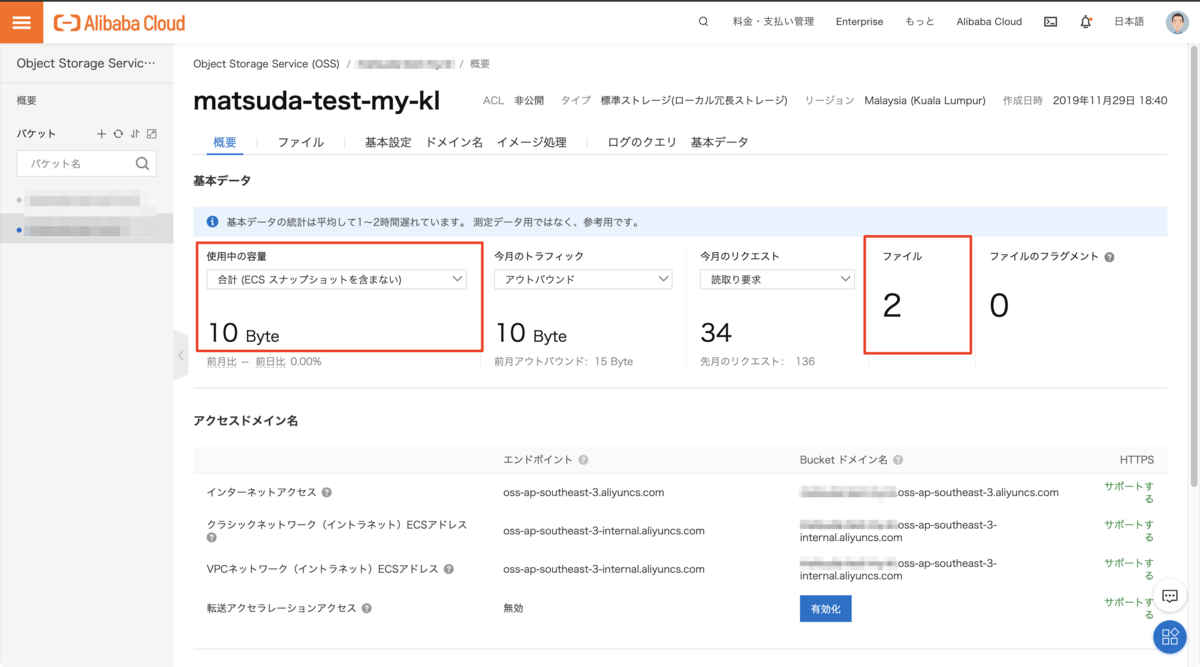 Alibaba Cloud
料金・支払い管理 Enterprise もっと Alibaba Cloud 日本語
Object Storage Servic…
概要
バケット
バケット名
Object Storage Service (OSS) / / 概要
matsuda-test-my-kl ACL 非公開 タイプ 標準ストレージ(ローカル冗長ストレージ) リージョン Malaysia (Kuala Lumpur) 作成日時 2019年11月29日 18:40
概要 ファイル 基本設定 ドメイン名 イメージ処理 ログのクエリ 基本データ
基本データ
基本データの統計は平均して1〜2時間遅れています。 測定データ用ではなく、参考用です。
使用中の容量 今月のトラフィック 今月のリクエスト ファイル ファイルのフラグメント
合計 (ECS スナップショットを含まない) アウトバウンド 読取り要求
10 Byte 10 Byte 34 2 0
前月比 — 前日比 0.00% 前月アウトバウンド: 15 Byte 先月のリクエスト: 136
アクセスドメイン名
エンドポイント Bucket ドメイン名 HTTPS
インターネットアクセス oss-ap-southeast-3.aliyuncs.com .oss-ap-southeast-3.aliyuncs.com サポートす
る
クラシックネットワーク（イントラネット）ECSアドレス oss-ap-southeast-3-internal.aliyuncs.com oss-ap-southeast-3-
internal.aliyuncs.com サポートす
る
VPCネットワーク（イントラネット）ECSアドレス oss-ap-southeast-3-internal.aliyuncs.com oss-ap-southeast-3-
internal.aliyuncs.com サポートす
る
転送アクセラレーションアクセス 無効 有効化 サポートす
る